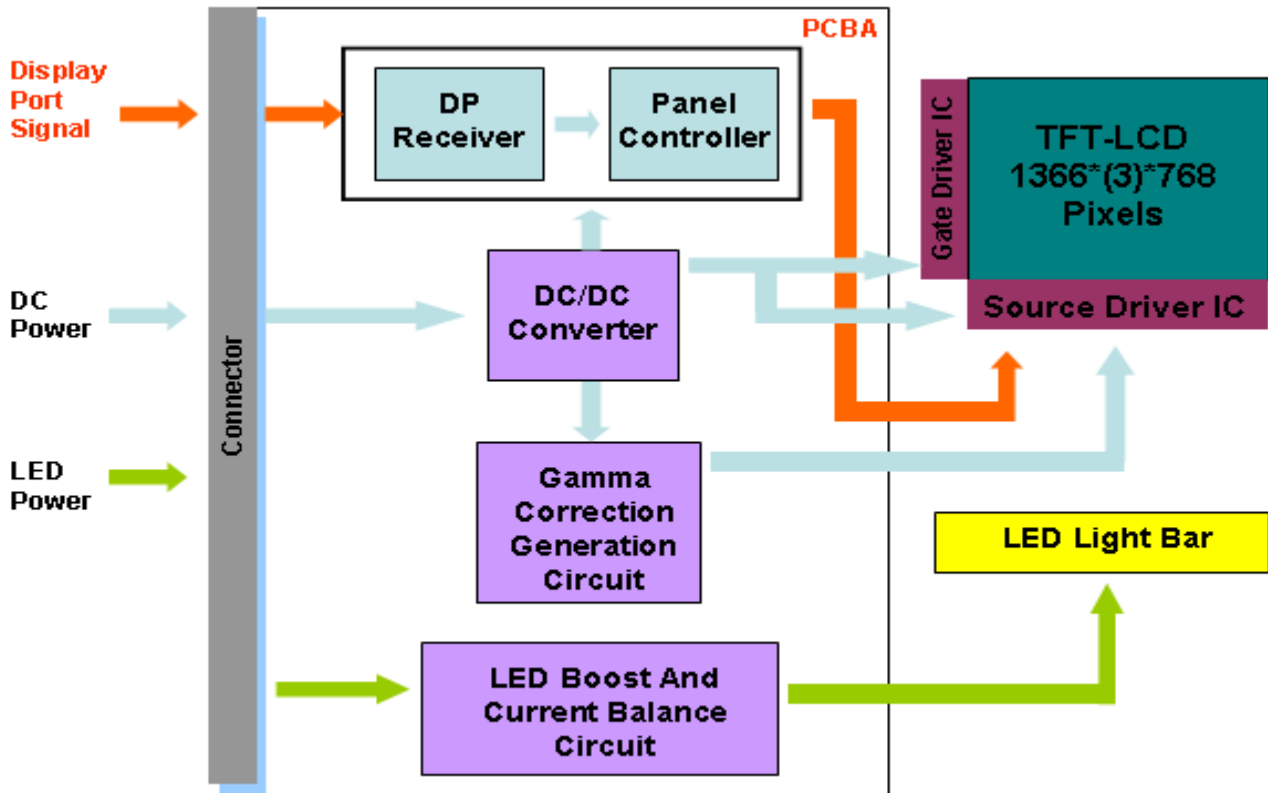 PCBA
Display
Port
Signal
DP
Receiver
Panel
Controller
Gate Driver IC
TFT-LCD
1366*(3)*768
Pixels
DC
Power
DC/DC
Converter
Source Driver IC
Connector
LED
Power
Gamma
Correction
Generation
Circuit
LED Light Bar
LED Boost And
Current Balance
Circuit